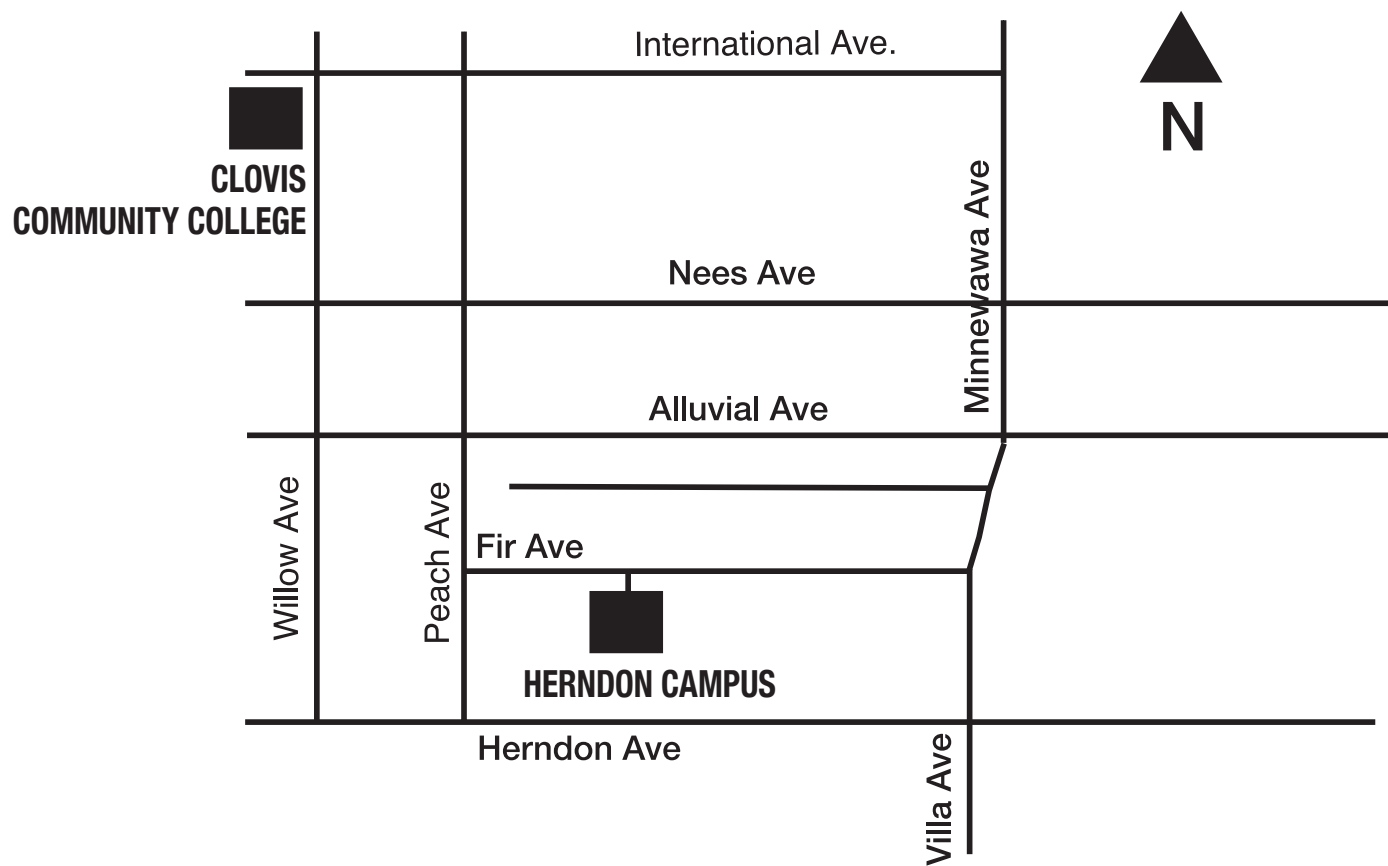 International Ave.
N
CLOVIS
COMMUNITY COLLEGE
Minnewawa Ave
Nees Ave
Alluvial Ave
Willow Ave
Peach Ave
Fir Ave
HERNDON CAMPUS
Herndon Ave
Villa Ave